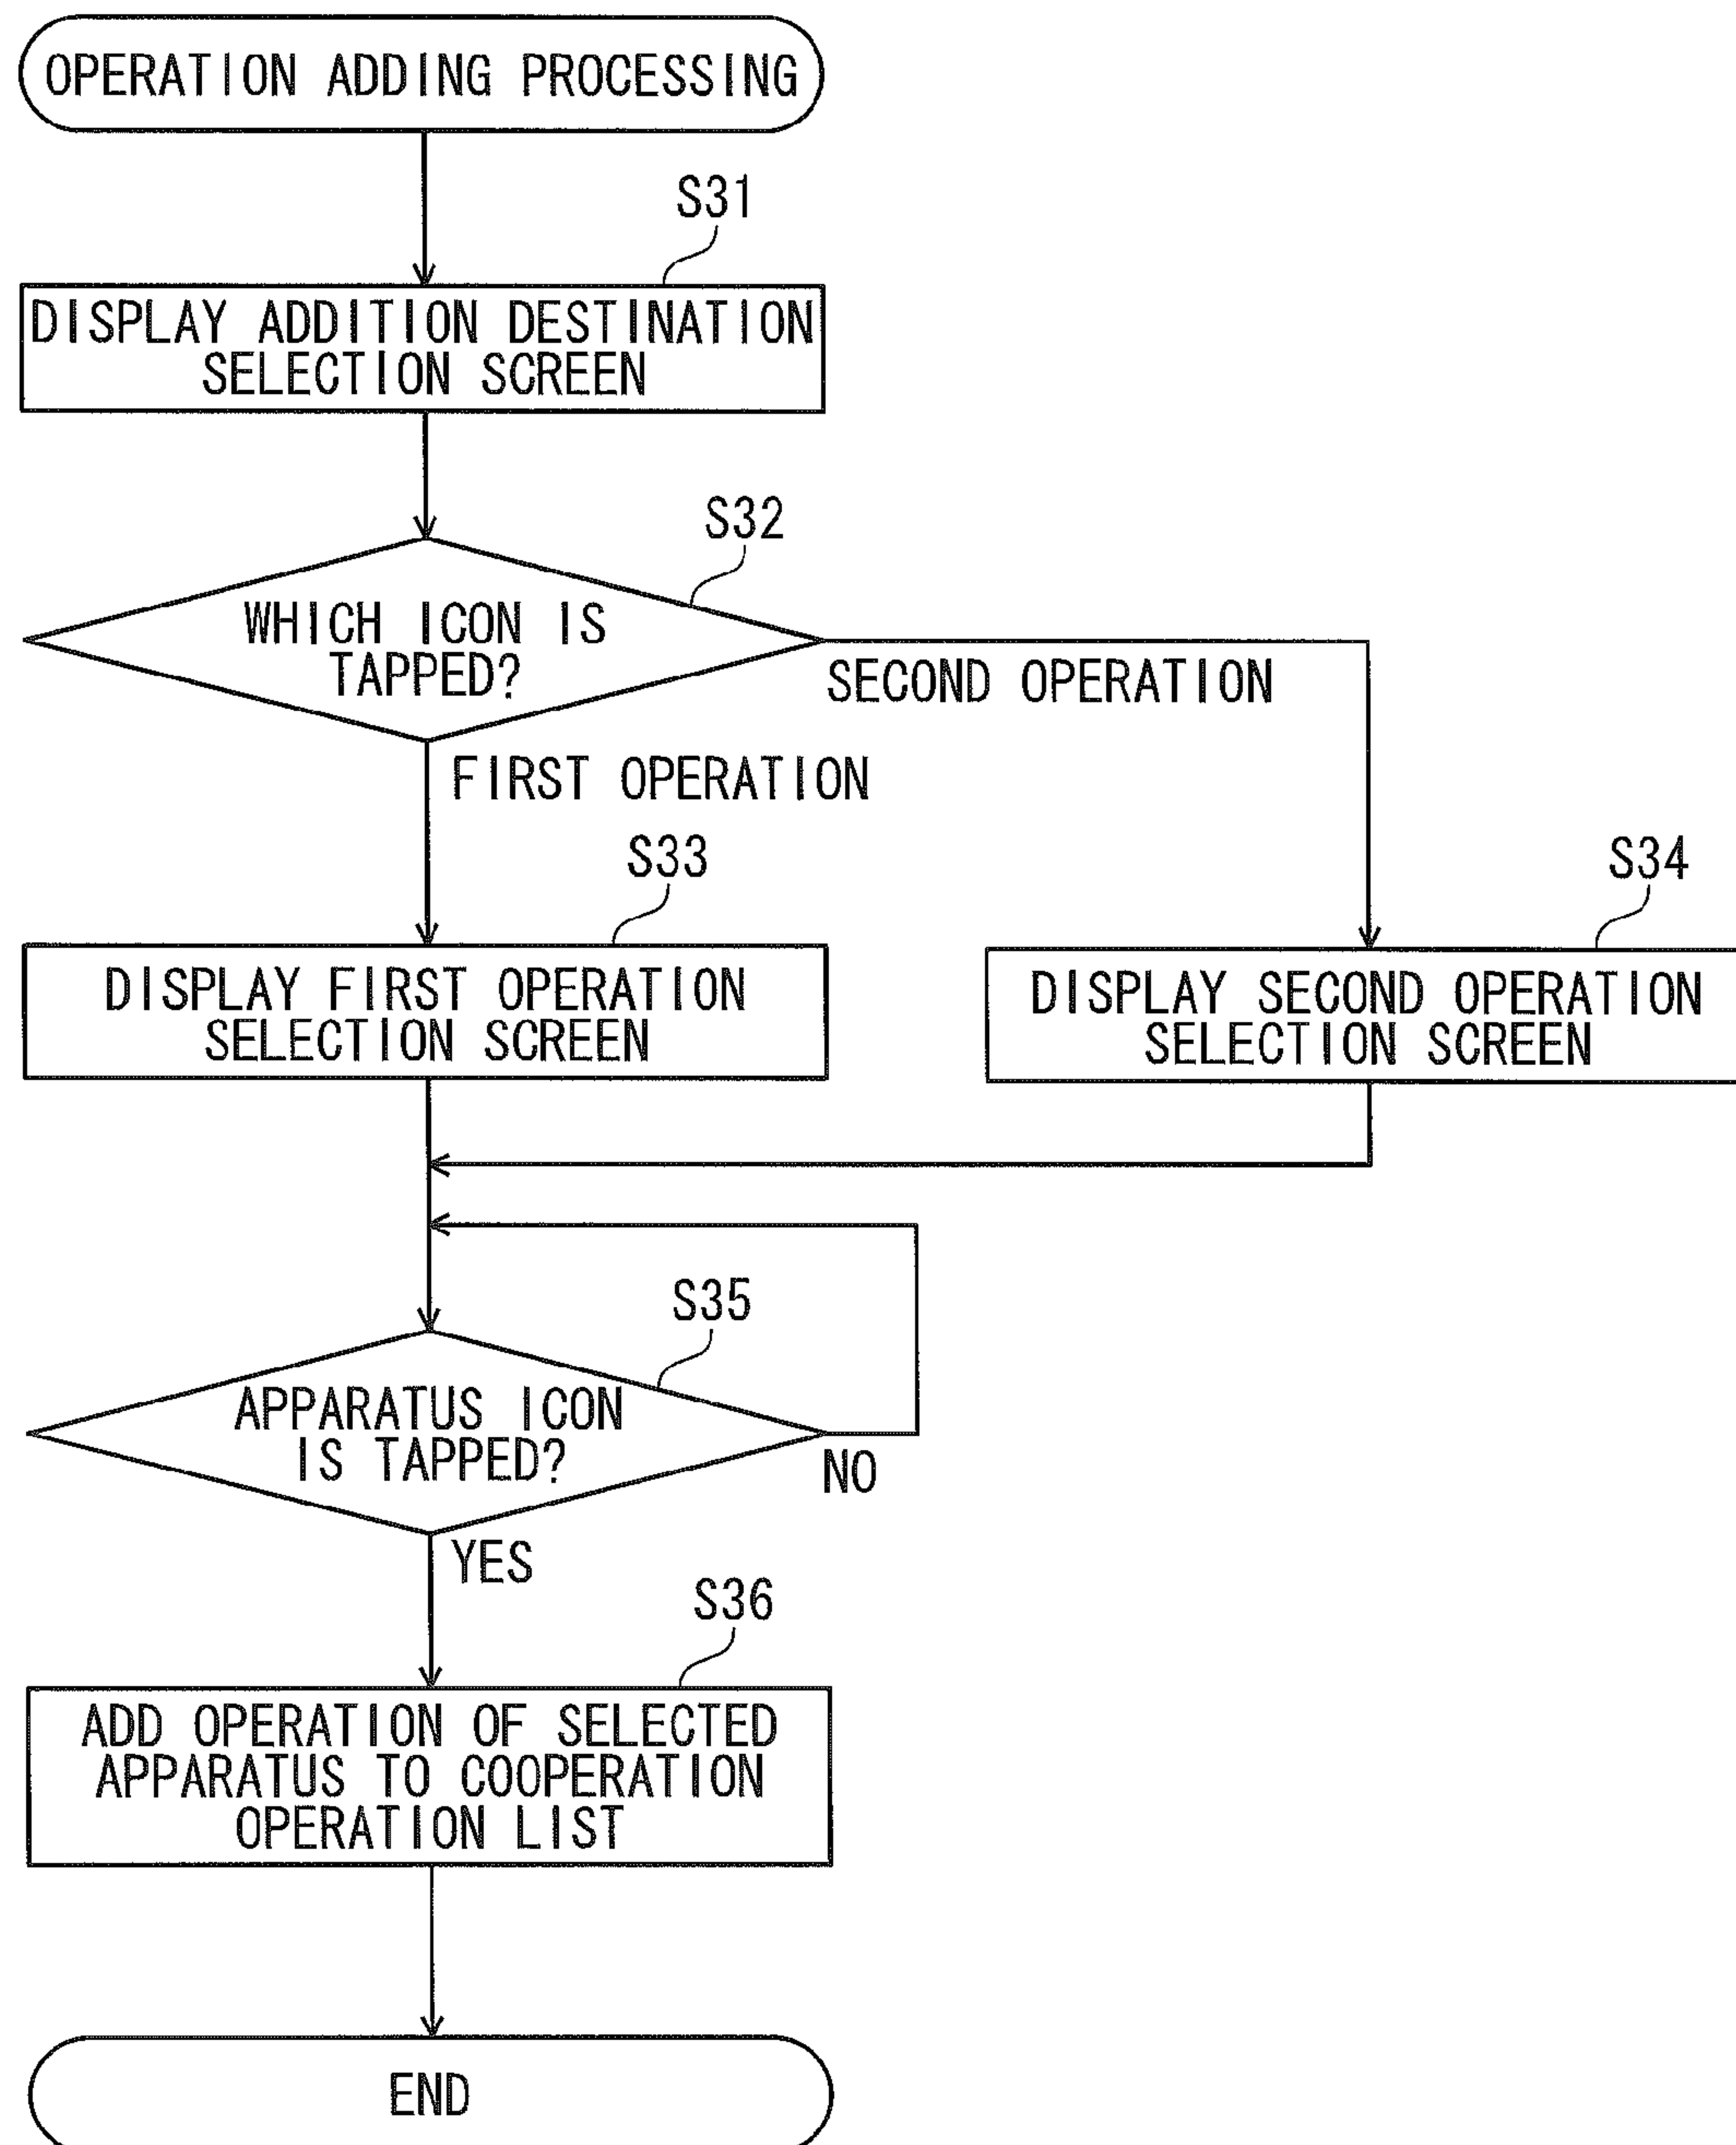 OPERATION ADDING PROCESSING
S31
DISPLAY ADDITION DESTINATION
SELECTION SCREEN
S32
WHICH ICON IS
TAPPED?
SECOND OPERATION
FIRST OPERATION
S33
S34
DISPLAY FIRST OPERATION
SELECTION SCREEN
DISPLAY SECOND OPERATION
SELECTION SCREEN
S35
APPARATUS ICON
IS TAPPED?
NO
YES
S36
ADD OPERATION OF SELECTED
APPARATUS TO COOPERATION
OPERATION LIST
END